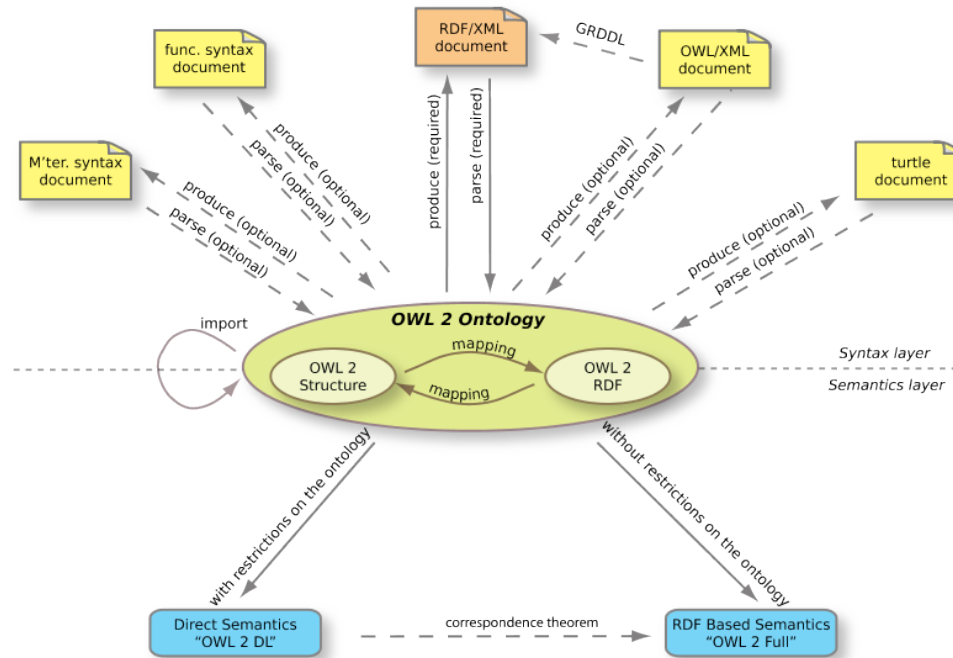 RDF/XML
document
GRDDL
func. syntax
document
OWL/XML
document
M'ter. syntax
document
turtle
document
produce (optional)
parse (optional)
produce (optional)
parse (optional)
produce (required)
parse (required)
produce (optional)
parse (optional)
produce (optional)
parse (optional)
import
OWL 2 Ontology
OWL 2
Structure
mapping
mapping
OWL 2
RDF
Syntax layer
Semantics layer
with restrictions on the ontology
without restrictions on the ontology
Direct Semantics
“OWL 2 DL”
correspondence theorem
RDF Based Semantics
“OWL 2 Full”